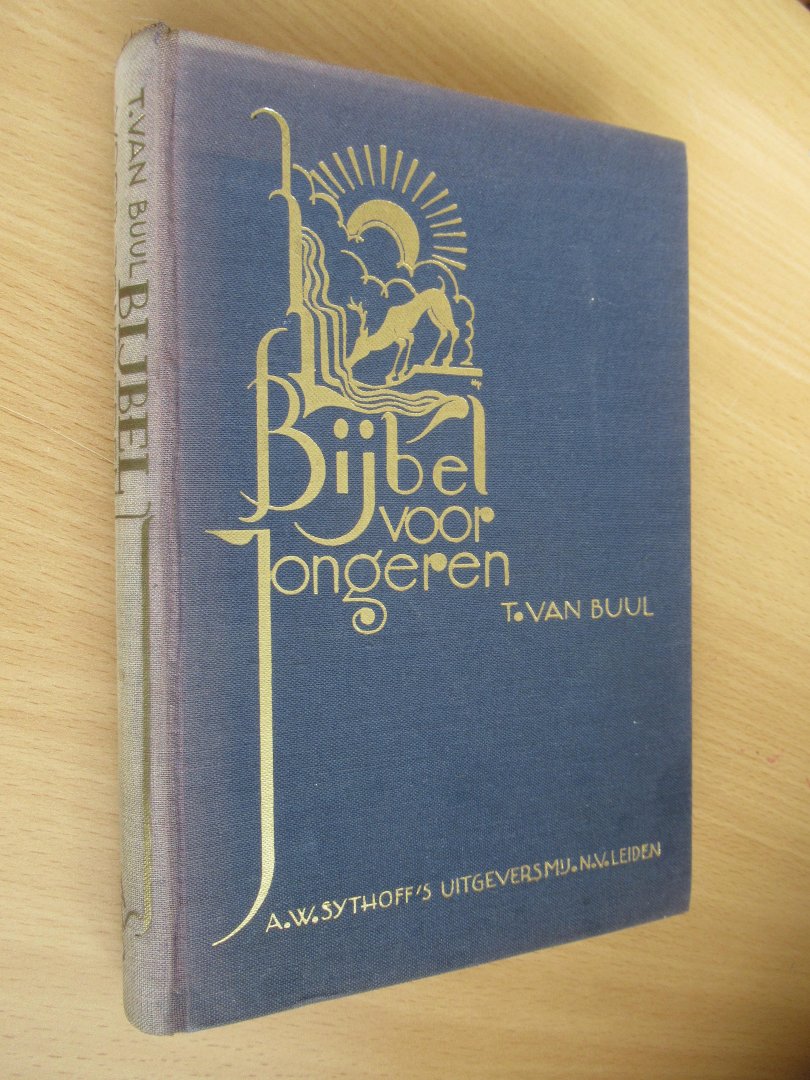 T. VAN BUUL BIJBEL
Bijbel
voor
Jongeren
T. VAN BUUL
A.W. SYTHOFF'S UITGEVERSMIJ. N.V. LEIDEN